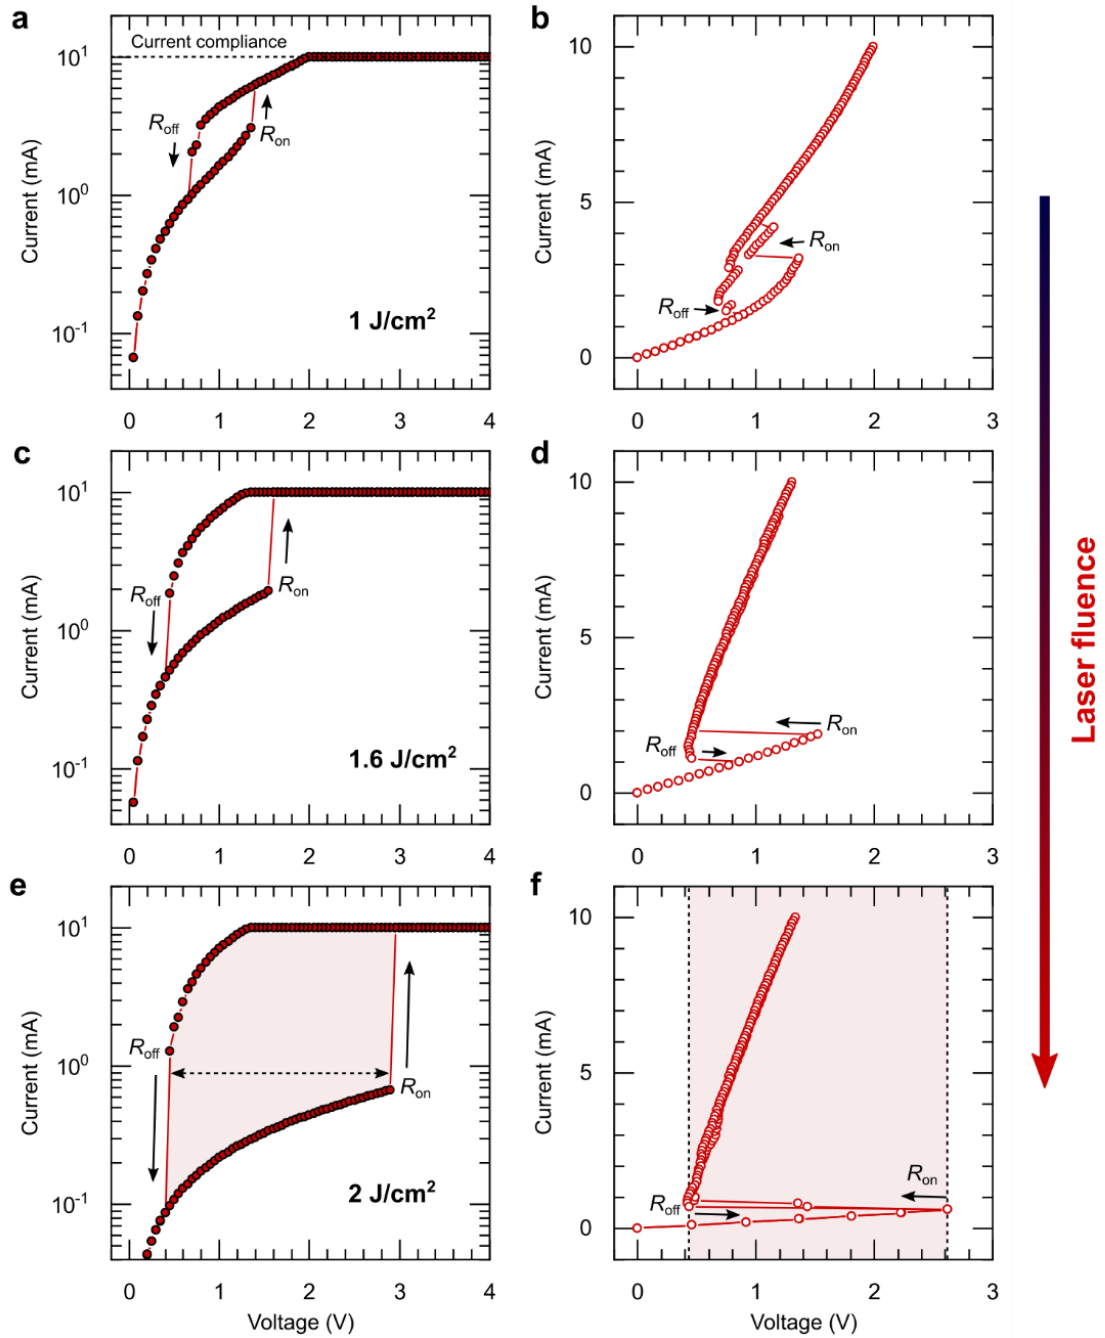 a
Current compliance
10¹
10⁰
10⁻¹
Current (mA)
R_off
R_on
1 J/cm²
0 1 2 3 4
b
10
5
0
Current (mA)
R_on
R_off
0 1 2 3
c
10¹
10⁰
10⁻¹
Current (mA)
R_off
R_on
1.6 J/cm²
0 1 2 3 4
d
10
5
0
Current (mA)
R_on
R_off
0 1 2 3
e
10¹
10⁰
10⁻¹
Current (mA)
R_off
R_on
2 J/cm²
0 1 2 3 4
Voltage (V)
f
10
5
0
Current (mA)
R_on
R_off
0 1 2 3
Voltage (V)
Laser fluence